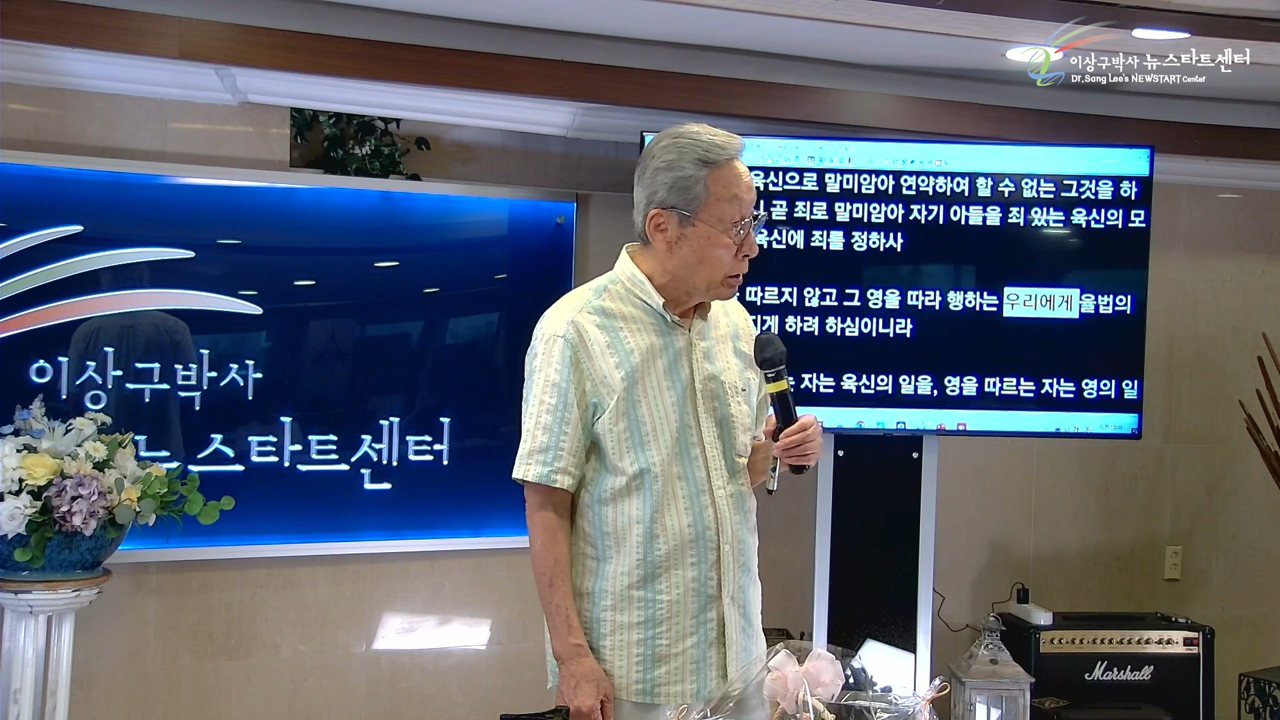 이상구박사 뉴스타트센터
Dr. Sang Lee's NEWSTART Center
육신으로 말미암아 연약하여 할 수 없는 그것을 하
곧 죄로 말미암아 자기 아들을 죄 있는 육신의 모
육신에 죄를 정하사
따르지 않고 그 영을 따라 행하는 우리에게 율법의
하려 하심이니라
자는 육신의 일을, 영을 따르는 자는 영의 일
이상구박사
뉴스타트센터
Marshall